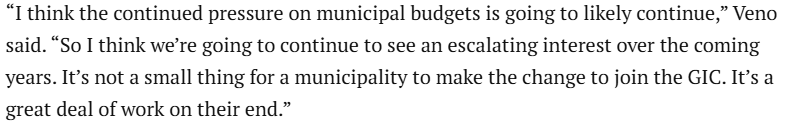 “I think the continued pressure on municipal budgets is going to likely continue,” Veno
said. “So I think we’re going to continue to see an escalating interest over the coming
years. It’s not a small thing for a municipality to make the change to join the GIC. It’s a
great deal of work on their end.”